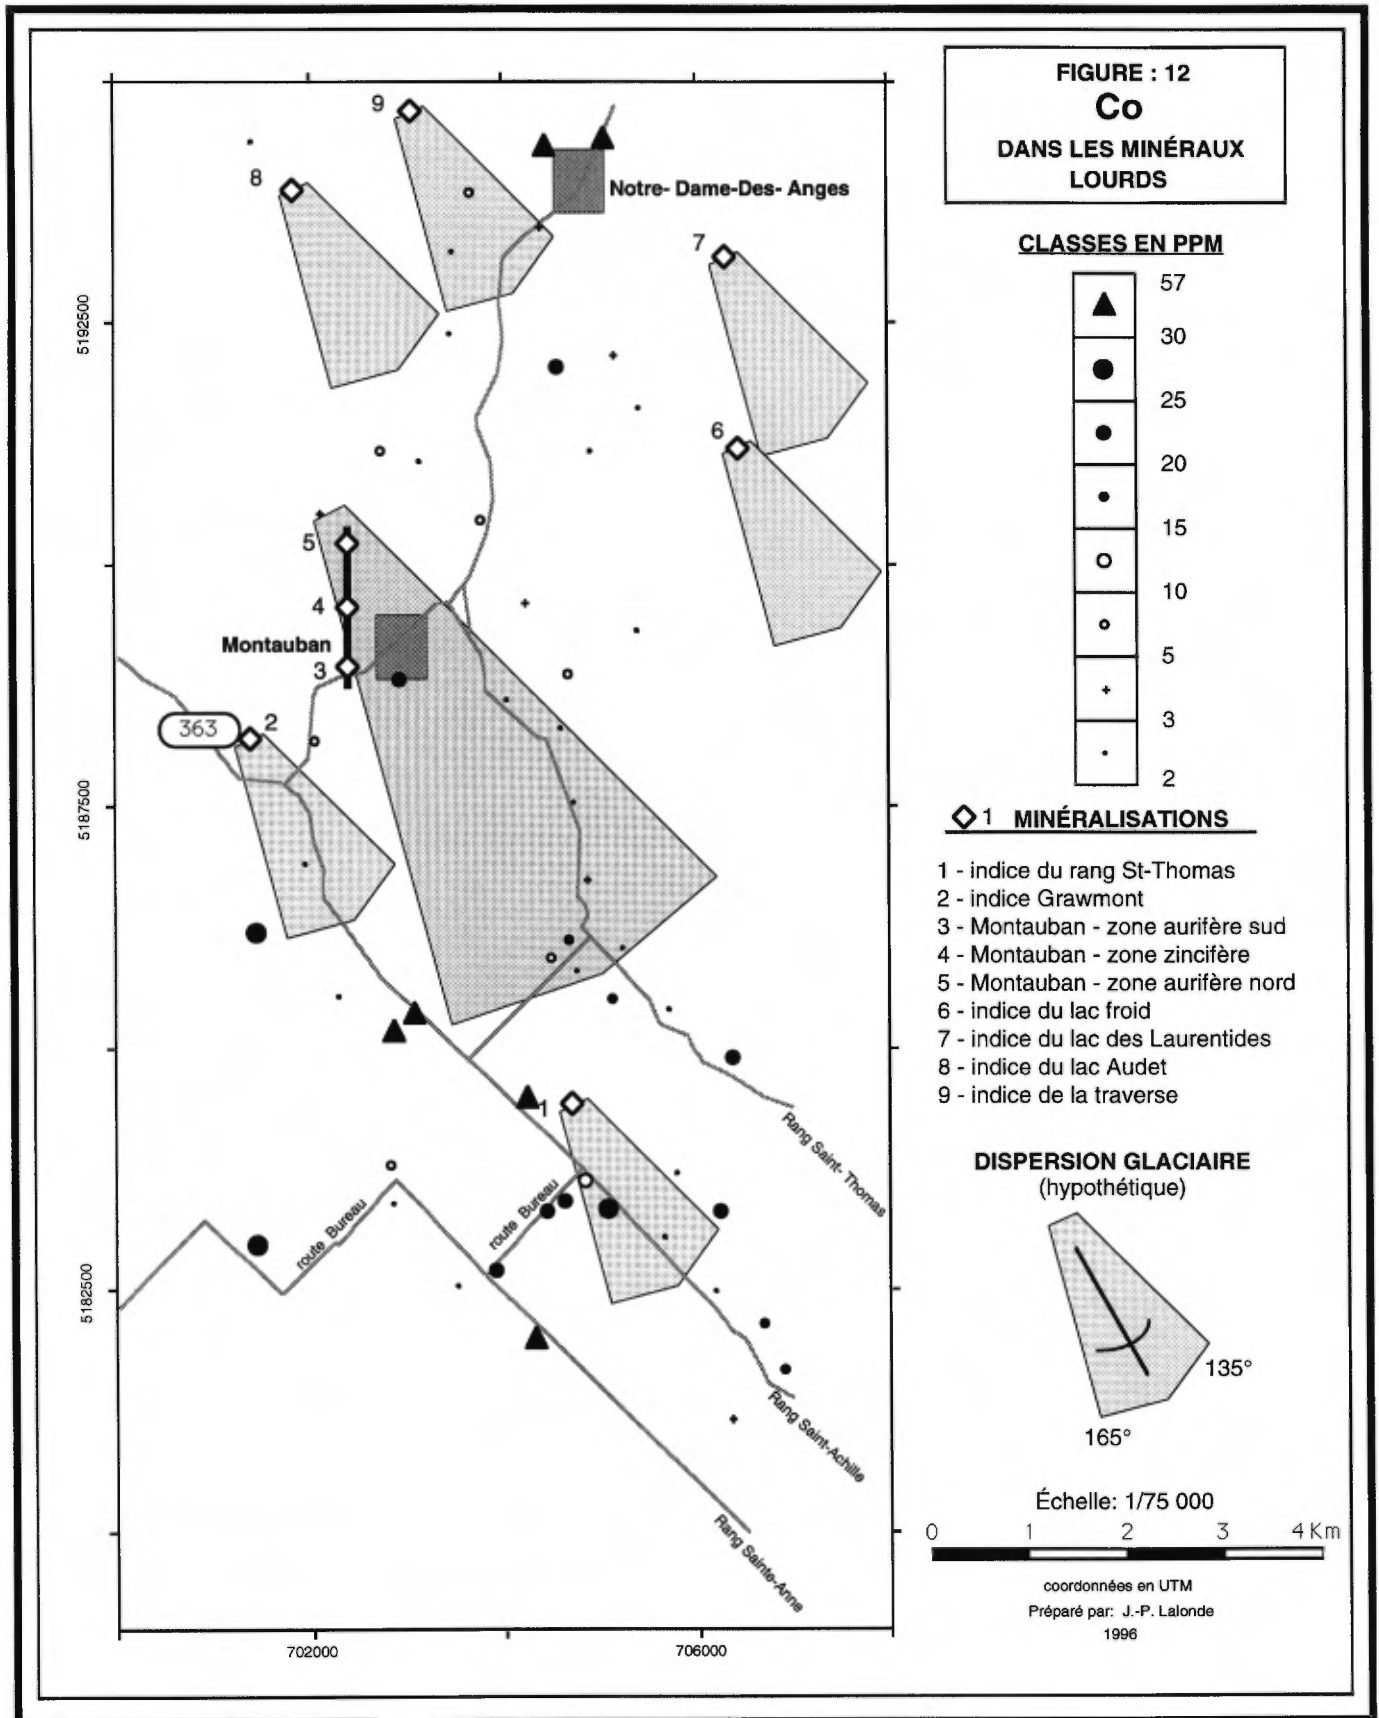 FIGURE : 12
Co
DANS LES MINÉRAUX
LOURDS
CLASSES EN PPM
57
30
25
20
15
10
5
3
2
1 MINÉRALISATIONS
1 - indice du rang St-Thomas
2 - indice Grawmont
3 - Montauban - zone aurifère sud
4 - Montauban - zone zincifère
5 - Montauban - zone aurifère nord
6 - indice du lac froid
7 - indice du lac des Laurentides
8 - indice du lac Audet
9 - indice de la traverse
DISPERSION GLACIAIRE
(hypothétique)
135°
165°
Échelle: 1/75 000
0 1 2 3 4 Km
coordonnées en UTM
Préparé par: J.-P. Lalonde
1996
9
8
Notre- Dame-Des- Anges
7
5192500
6
5
4
Montauban
3
363
2
5187500
1
Rang Saint- Thomas
route Bureau
route Bureau
5182500
Rang Saint-Achille
Rang Sainte-Anne
702000
706000